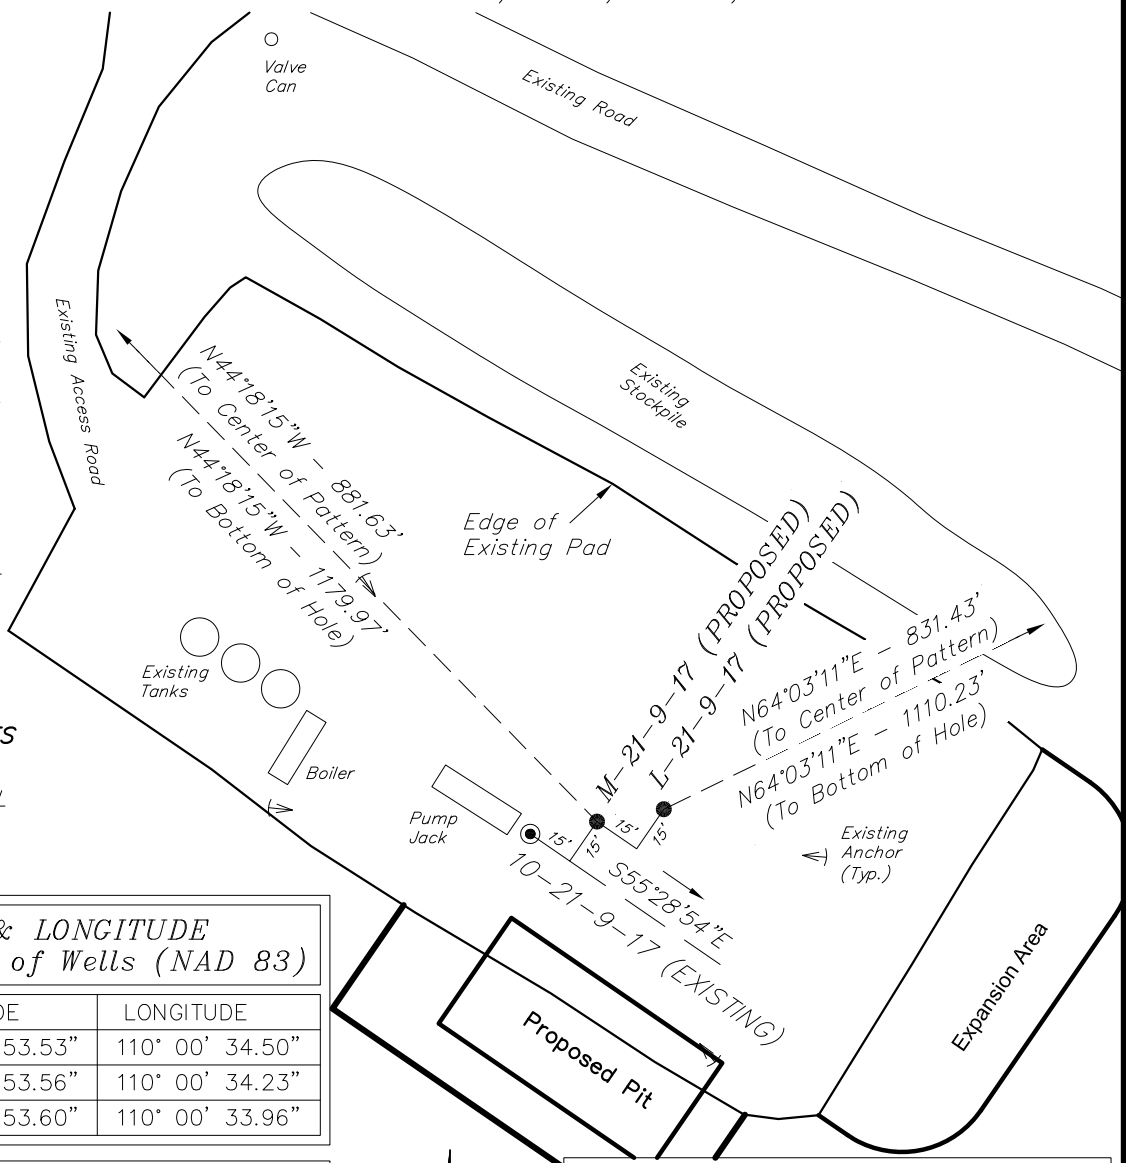 Valve
Can
Existing Road
Existing Access Road
N44°18'15"W - 881.63'
(To Center of Pattern)
N44°18'15"W - 1179.97'
(To Bottom of Hole)
Existing
Stockpile
Edge of
Existing Pad
M-21-9-17 (PROPOSED)
L-21-9-17 (PROPOSED)
N64°03'11"E - 831.43'
(To Center of Pattern)
N64°03'11"E - 1110.23'
(To Bottom of Hole)
Existing
Tanks
Boiler
Pump
Jack
15'
15'
15'
15'
Existing
Anchor
(Typ.)
S55°28'54"E
10-21-9-17 (EXISTING)
Proposed Pit
Expansion Area
& LONGITUDE
of Wells (NAD 83)
LONGITUDE
53.53" 110° 00' 34.50"
53.56" 110° 00' 34.23"
53.60" 110° 00' 33.96"